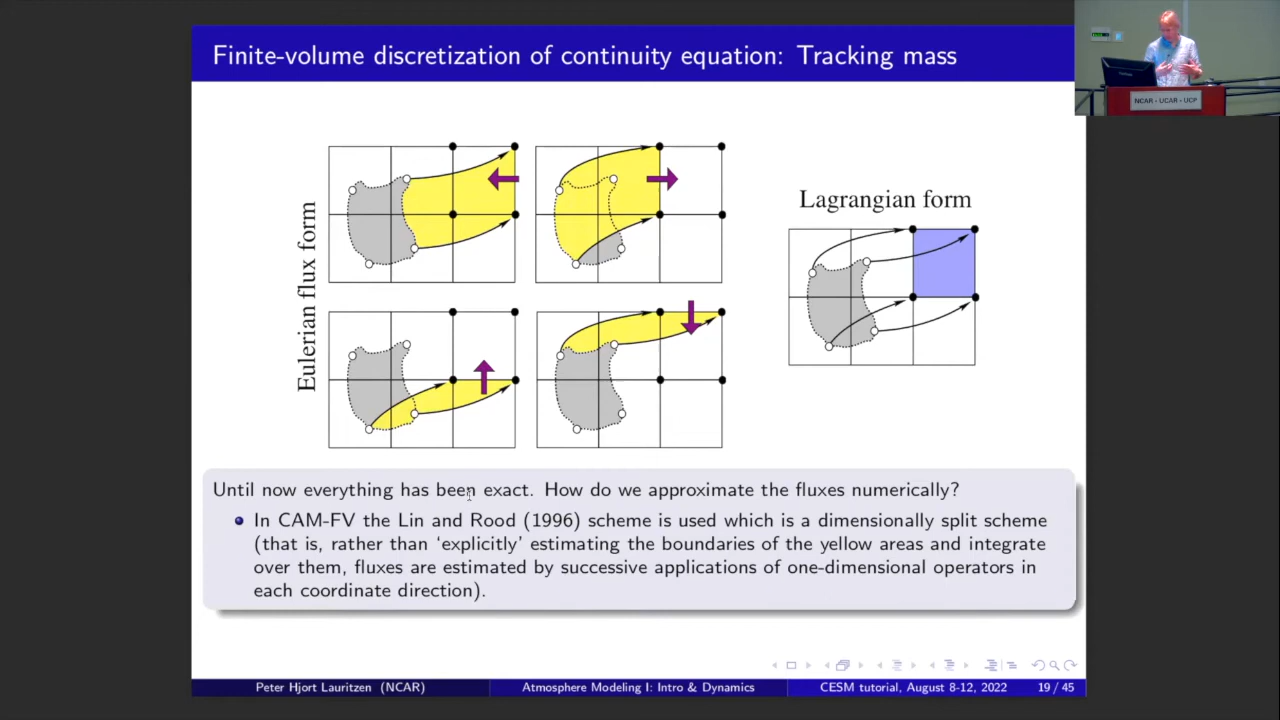 Finite-volume discretization of continuity equation: Tracking mass
NCAR • UCAR • UCP
Eulerian flux form
Lagrangian form
Until now everything has been exact. How do we approximate the fluxes numerically?
In CAM-FV the Lin and Rood (1996) scheme is used which is a dimensionally split scheme
(that is, rather than ‘explicitly’ estimating the boundaries of the yellow areas and integrate
over them, fluxes are estimated by successive applications of one-dimensional operators in
each coordinate direction).
Peter Hjort Lauritzen (NCAR)
Atmosphere Modeling I: Intro & Dynamics
CESM tutorial, August 8-12, 2022
19 / 45